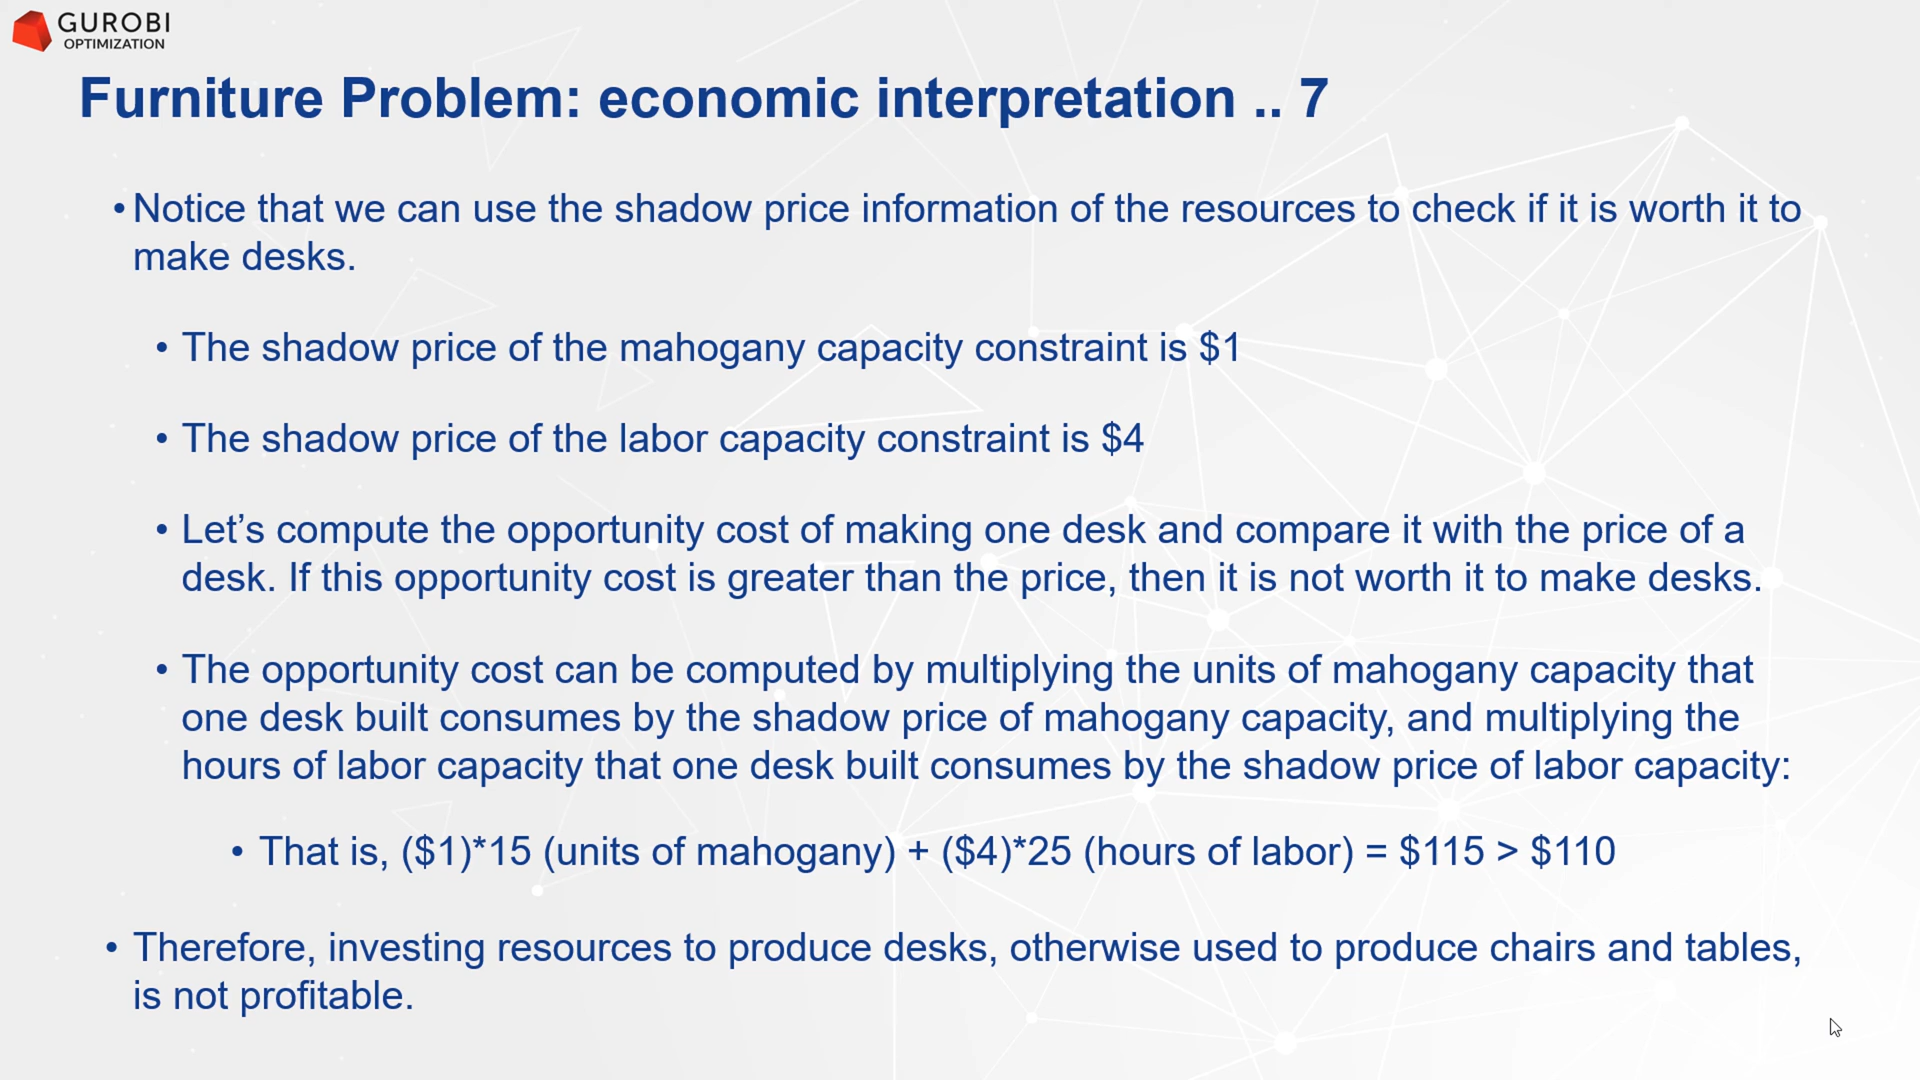 GUROBI
OPTIMIZATION
Furniture Problem: economic interpretation .. 7
• Notice that we can use the shadow price information of the resources to check if it is worth it to
make desks.
• The shadow price of the mahogany capacity constraint is $1
• The shadow price of the labor capacity constraint is $4
• Let’s compute the opportunity cost of making one desk and compare it with the price of a
desk. If this opportunity cost is greater than the price, then it is not worth it to make desks.
• The opportunity cost can be computed by multiplying the units of mahogany capacity that
one desk built consumes by the shadow price of mahogany capacity, and multiplying the
hours of labor capacity that one desk built consumes by the shadow price of labor capacity:
• That is, ($1)*15 (units of mahogany) + ($4)*25 (hours of labor) = $115 > $110
• Therefore, investing resources to produce desks, otherwise used to produce chairs and tables,
is not profitable.